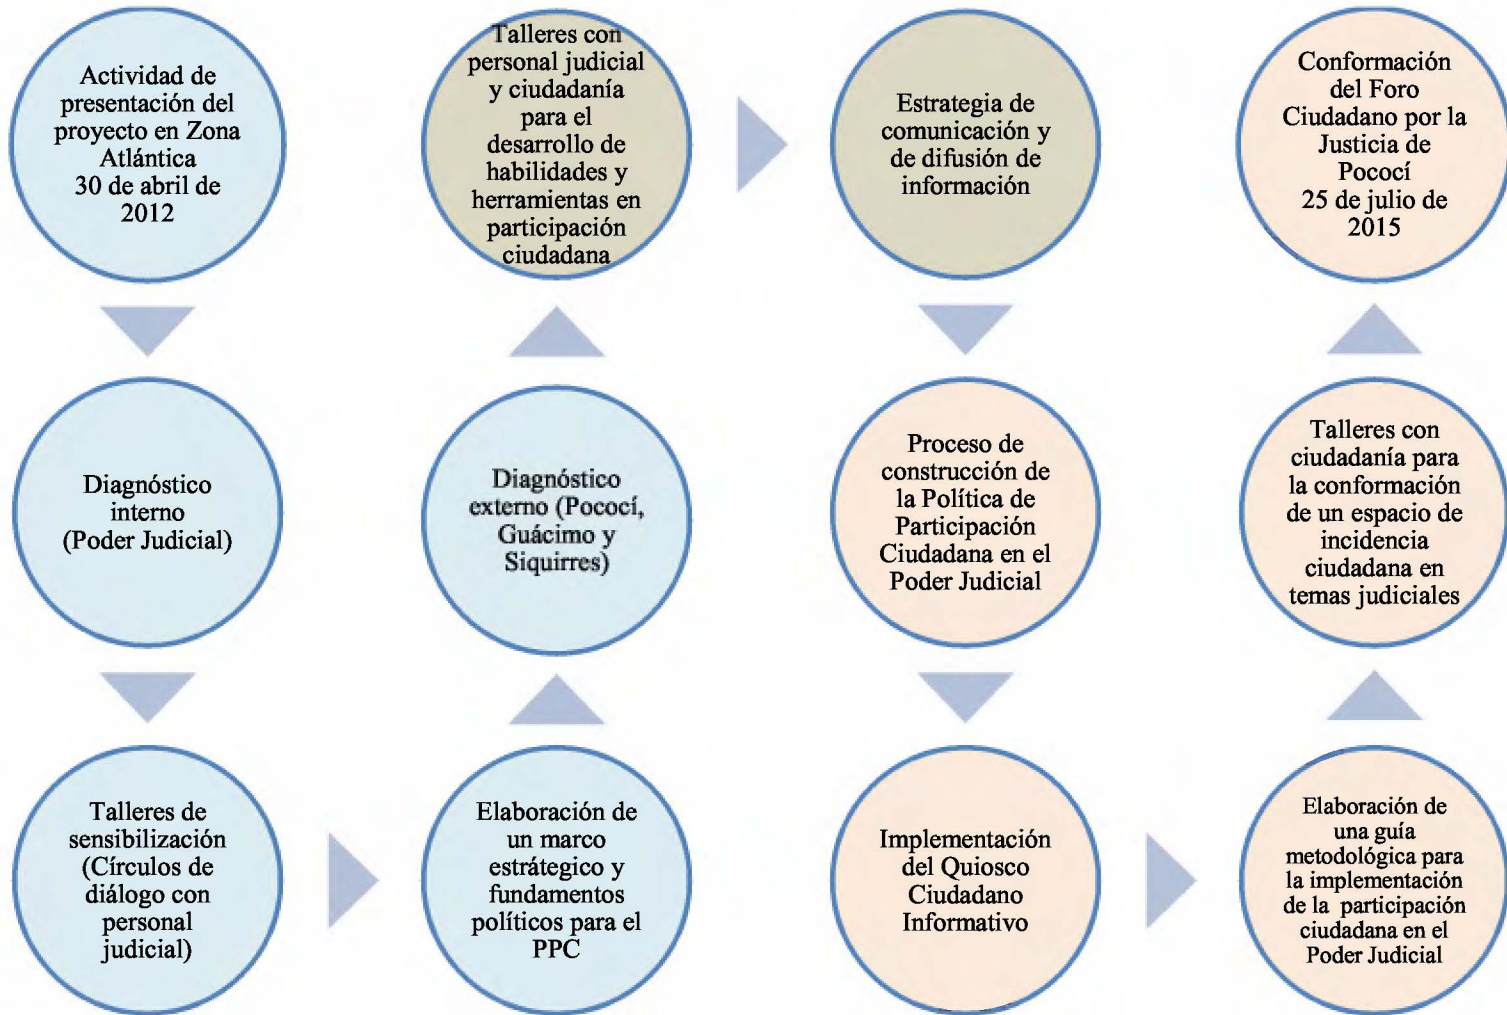 Actividad de
presentación del
proyecto en Zona
Atlántica
30 de abril de
2012
Diagnóstico
interno
(Poder Judicial)
Talleres de
sensibilización
(Círculos de
diálogo con
personal
judicial)
Elaboración de
un marco
estrátegico y
fundamentos
políticos para el
PPC
Diagnóstico
externo (Pococí,
Guácimo y
Siquirres)
Talleres con
personal judicial
y ciudadanía
para el
desarrollo de
habilidades y
herramientas en
participación
ciudadana
Estrategia de
comunicación y
de difusión de
información
Proceso de
construcción de
la Política de
Participación
Ciudadana en el
Poder Judicial
Implementación
del Quiosco
Ciudadano
Informativo
Elaboración de
una guía
metodológica para
la implementación
de la participación
ciudadana en el
Poder Judicial
Talleres con
ciudadanía para
la conformación
de un espacio de
incidencia
ciudadana en
temas judiciales
Conformación
del Foro
Ciudadano por la
Justicia de
Pococí
25 de julio de
2015